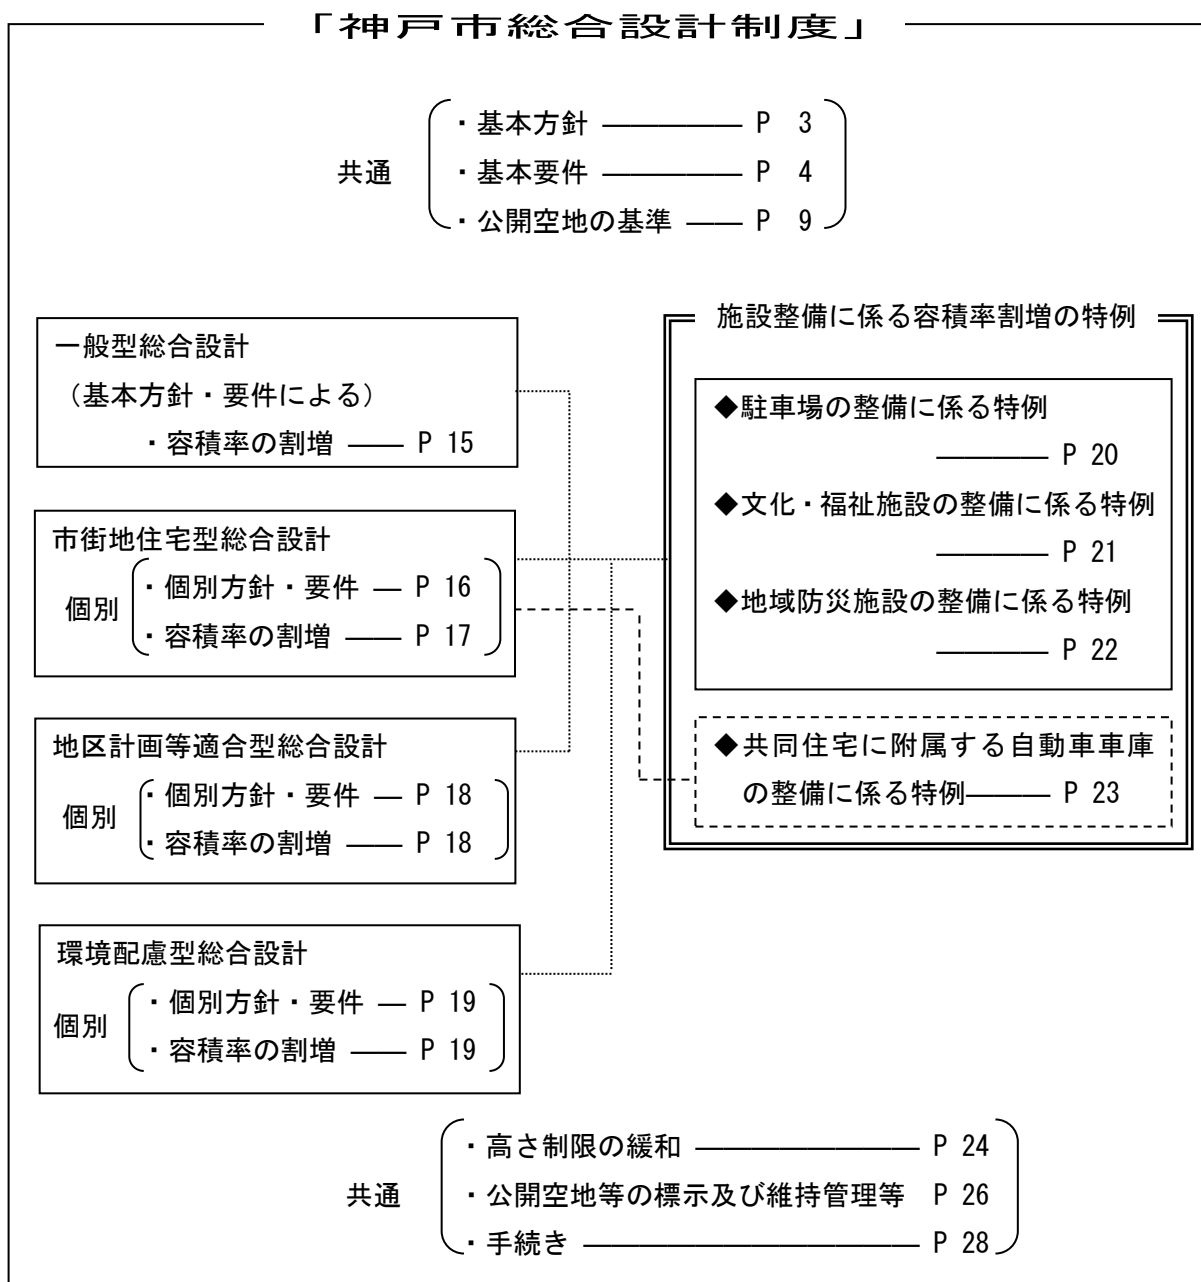 「神戸市総合設計制度」
・基本方針 ―――――― P 3
共通
・基本要件 ―――――― P 4
・公開空地の基準 ―― P 9
一般型総合設計
（基本方針・要件による）
・容積率の割増 ―― P 15
市街地住宅型総合設計
個別
・個別方針・要件 ― P 16
・容積率の割増 ―― P 17
地区計画等適合型総合設計
個別
・個別方針・要件 ― P 18
・容積率の割増 ―― P 18
環境配慮型総合設計
個別
・個別方針・要件 ― P 19
・容積率の割増 ―― P 19
施設整備に係る容積率割増の特例
◆駐車場の整備に係る特例
―――― P 20
◆文化・福祉施設の整備に係る特例
―――― P 21
◆地域防災施設の整備に係る特例
―――― P 22
◆共同住宅に附属する自動車車庫
の整備に係る特例――― P 23
・高さ制限の緩和 ―――――――― P 24
共通
・公開空地等の標示及び維持管理等 P 26
・手続き ―――――――――――― P 28